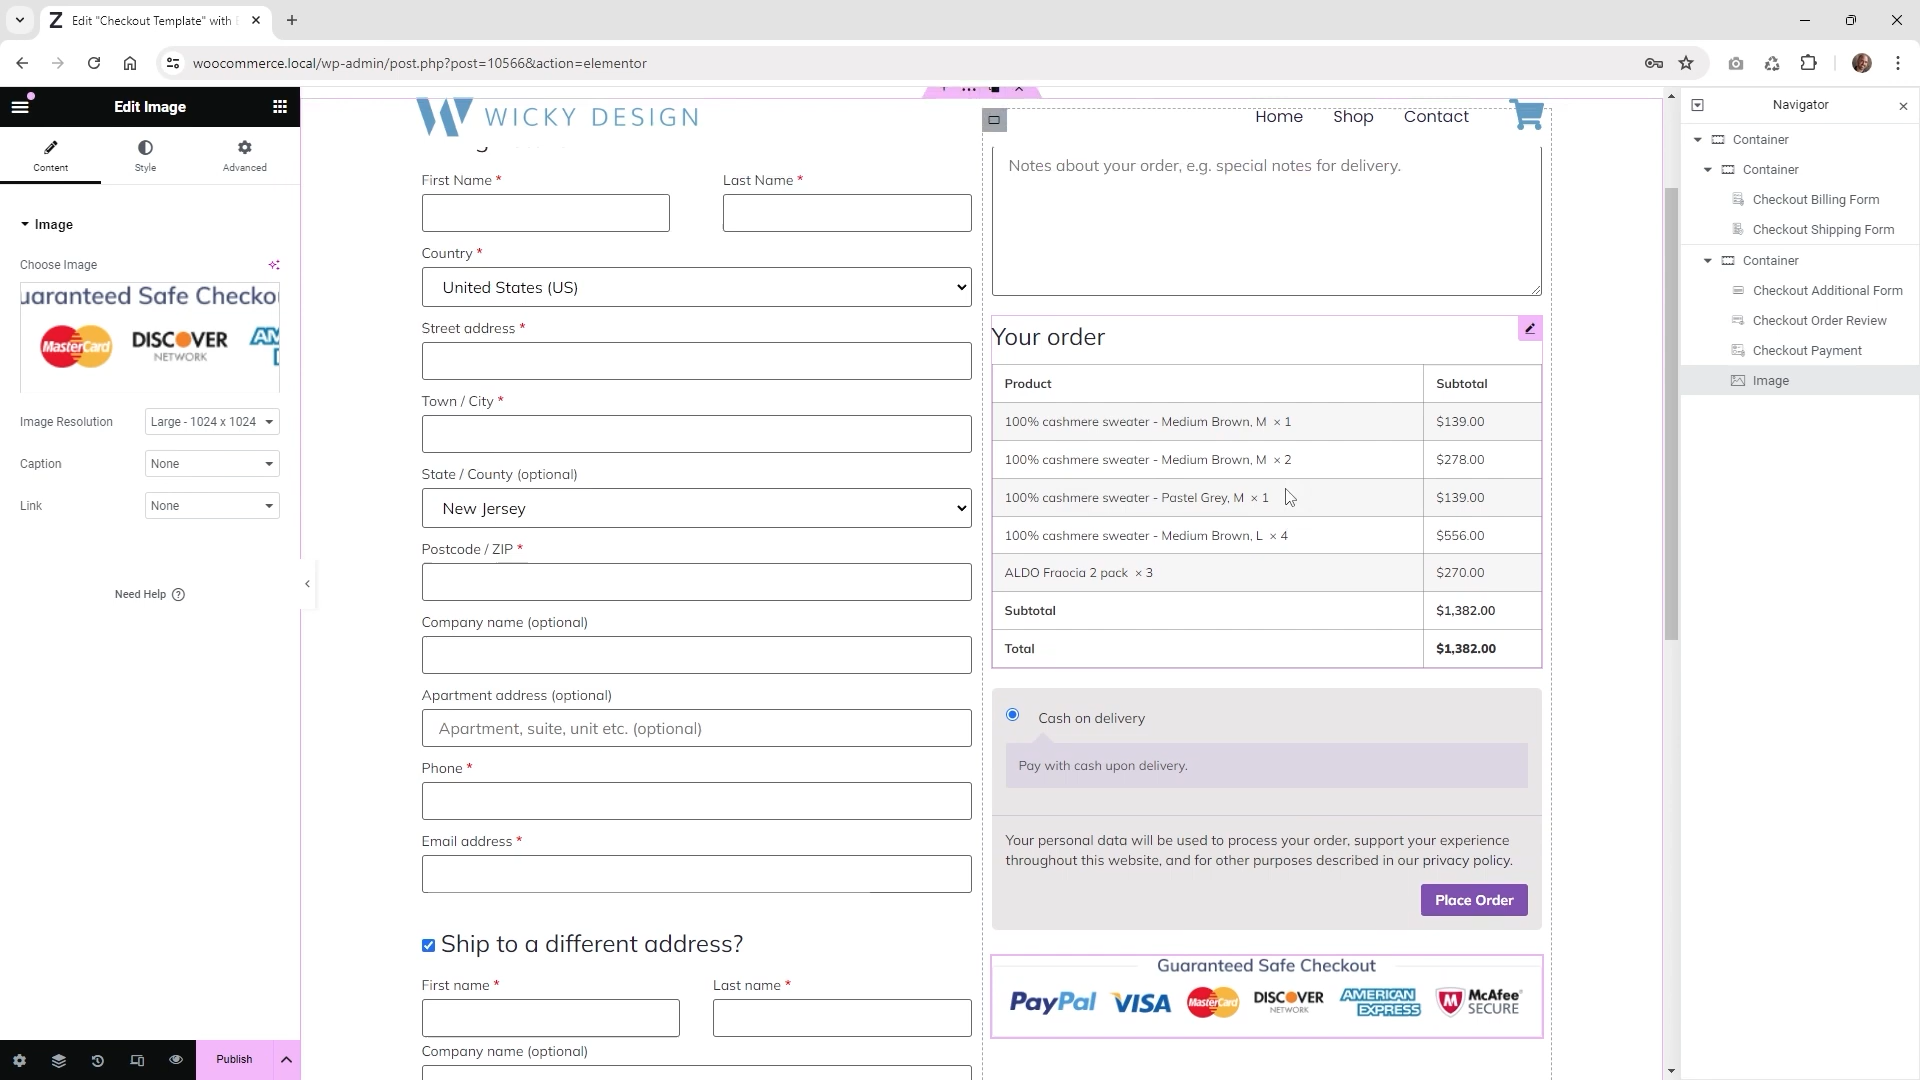 Edit "Checkout Template" with
woocommerce.local/wp-admin/post.php?post=10566&action=elementor
Edit Image
Content
Style
Advanced
Image
Choose Image
uaranteed Safe Checko
MasterCard
DISCOVER
NETWORK
Image Resolution
Large - 1024 x 1024
Caption
None
Link
None
Need Help
Publish
WICKY DESIGN
Home
Shop
Contact
First Name *
Last Name *
Country *
United States (US)
Street address *
Town / City *
State / County (optional)
New Jersey
Postcode / ZIP *
Company name (optional)
Apartment address (optional)
Apartment, suite, unit etc. (optional)
Phone *
Email address *
Ship to a different address?
First name *
Last name *
Company name (optional)
Notes about your order, e.g. special notes for delivery.
Your order
Product
Subtotal
100% cashmere sweater - Medium Brown, M × 1
$139.00
100% cashmere sweater - Medium Brown, M × 2
$278.00
100% cashmere sweater - Pastel Grey, M × 1
$139.00
100% cashmere sweater - Medium Brown, L × 4
$556.00
ALDO Fraocia 2 pack × 3
$270.00
Subtotal
$1,382.00
Total
$1,382.00
Cash on delivery
Pay with cash upon delivery.
Your personal data will be used to process your order, support your experience
throughout this website, and for other purposes described in our privacy policy.
Place Order
Guaranteed Safe Checkout
PayPal
VISA
MasterCard
DISCOVER
NETWORK
AMERICAN
EXPRESS
McAfee
SECURE
Navigator
Container
Container
Checkout Billing Form
Checkout Shipping Form
Container
Checkout Additional Form
Checkout Order Review
Checkout Payment
Image